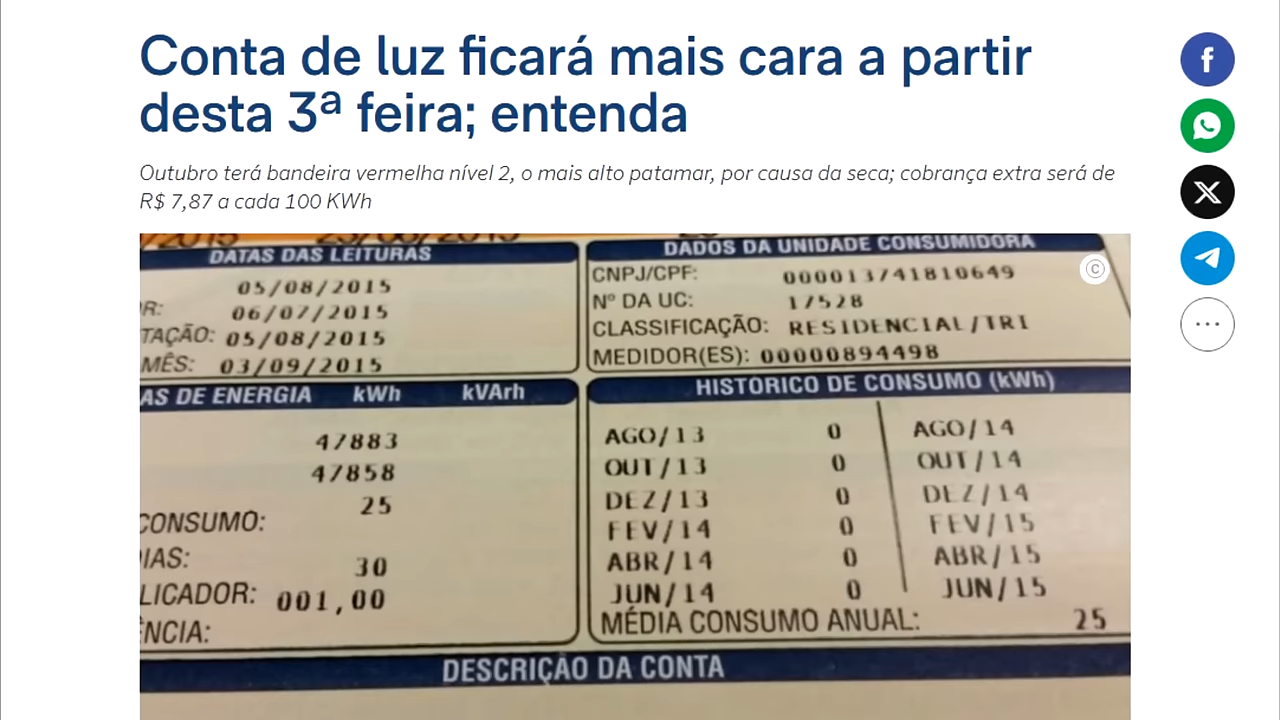 Conta de luz ficará mais cara a partir
desta 3ª feira; entenda
Outubro terá bandeira vermelha nível 2, o mais alto patamar, por causa da seca; cobrança extra será de
R$ 7,87 a cada 100 KWh
DATAS DAS LEITURAS
05/08/2015
R: 06/07/2015
TAÇÃO: 05/08/2015
MÊS: 03/09/2015
DADOS DA UNIDADE CONSUMIDORA
CNPJ/CPF: 000013741810649
Nº DA UC: 17528
CLASSIFICAÇÃO: RESIDENCIAL/TRI
MEDIDOR(ES): 00000894498
AS DE ENERGIA kWh kVArh
47883
47858
25
CONSUMO:
IAS: 30
LICADOR: 001,00
ÊNCIA:
HISTÓRICO DE CONSUMO (kWh)
AGO/13 0 AGO/14
OUT/13 0 OUT/14
DEZ/13 0 DEZ/14
FEV/14 0 FEV/15
ABR/14 0 ABR/15
JUN/14 0 JUN/15
MÉDIA CONSUMO ANUAL: 25
DESCRIÇÃO DA CONTA